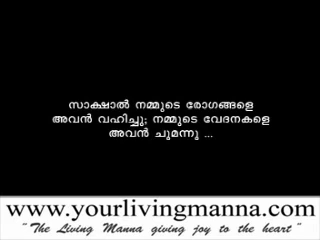 സാക്ഷാൽ നമ്മുടെ രോഗങ്ങളെ
അവൻ വഹിച്ചു; നമ്മുടെ വേദനകളെ
അവൻ ചുമന്നു ...
www.yourlivingmanna.com
"The Living Manna giving joy to the heart"